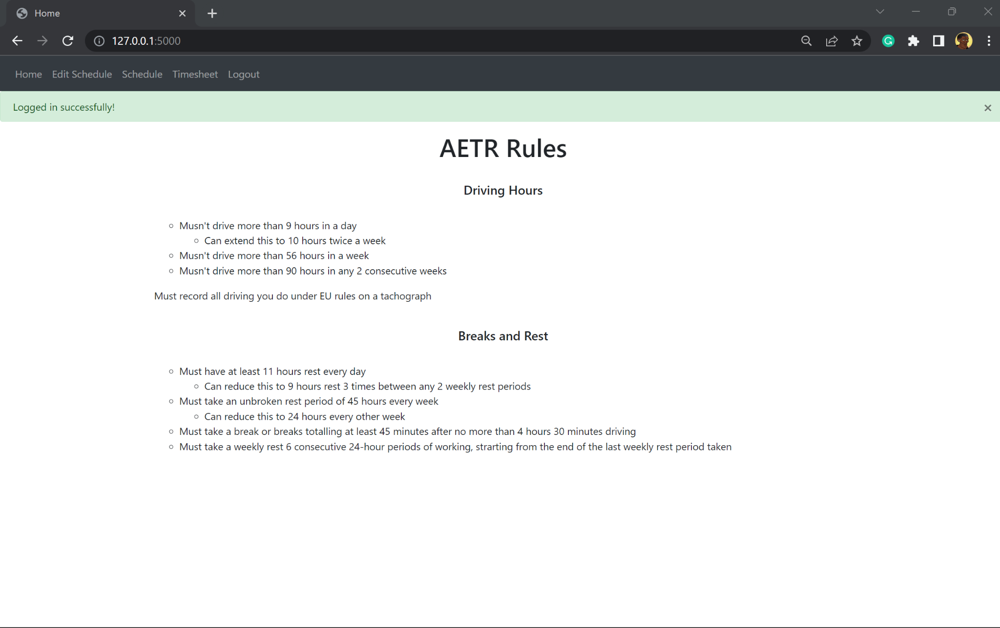 Home
127.0.0.1:5000
Home Edit Schedule Schedule Timesheet Logout
Logged in successfully!
AETR Rules
Driving Hours
Musn't drive more than 9 hours in a day
Can extend this to 10 hours twice a week
Musn't drive more than 56 hours in a week
Musn't drive more than 90 hours in any 2 consecutive weeks
Must record all driving you do under EU rules on a tachograph
Breaks and Rest
Must have at least 11 hours rest every day
Can reduce this to 9 hours rest 3 times between any 2 weekly rest periods
Must take an unbroken rest period of 45 hours every week
Can reduce this to 24 hours every other week
Must take a break or breaks totalling at least 45 minutes after no more than 4 hours 30 minutes driving
Must take a weekly rest 6 consecutive 24-hour periods of working, strarting from the end of the last weekly rest period taken